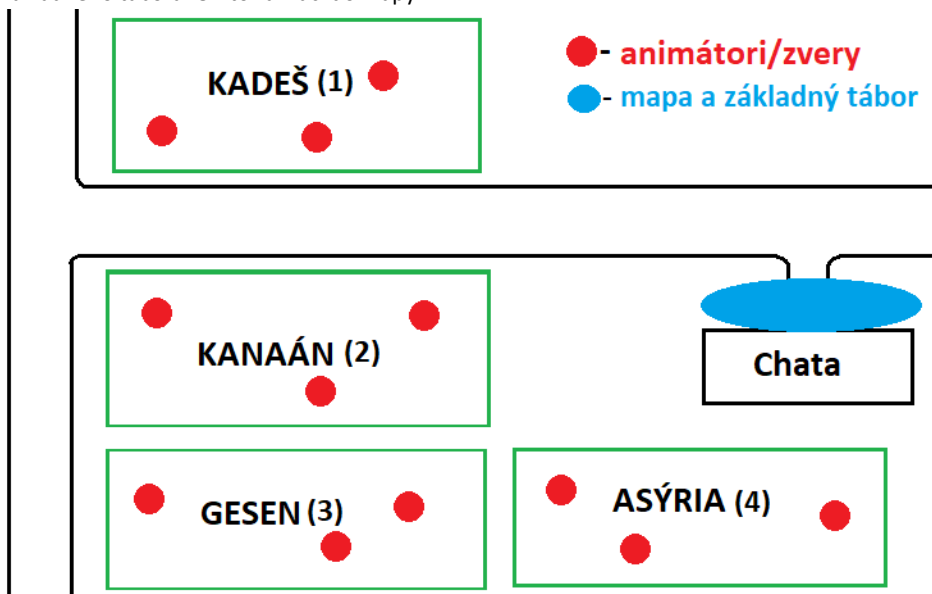 KADEŠ (1)
- animátori/zvery
- mapa a základný tábor
KANAÁN (2)
Chata
GESEN (3)
ASÝRIA (4)